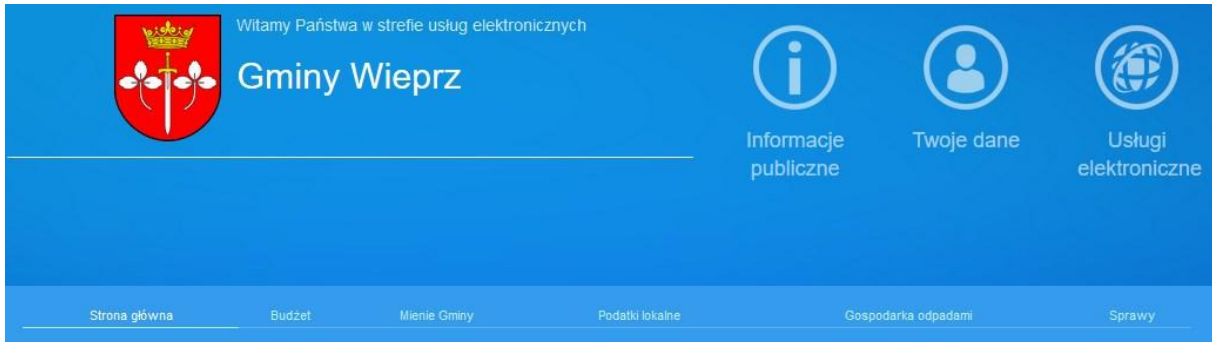 Witamy Państwa w strefie usług elektronicznych
Gminy Wieprz
Informacje
publiczne
Twoje dane
Usługi
elektroniczne
Strona główna
Budżet
Mienie Gminy
Podatki lokalne
Gospodarka odpadami
Sprawy